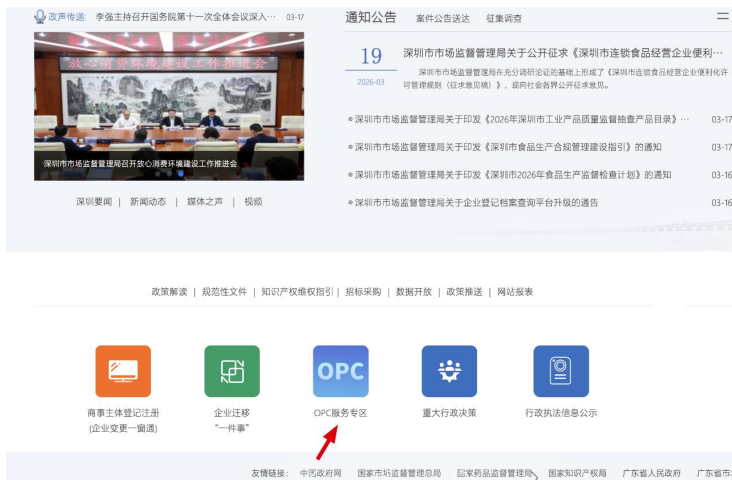 政声传递: 李强主持召开国务院第十一次全体会议深入… 03-17
放心消费环境建设工作推进会
深圳市市场监督管理局召开放心消费环境建设工作推进会
深圳要闻 | 新闻动态 | 媒体之声 | 视频
通知公告 案件公告送达 征集调查
19
2026-03
深圳市市场监督管理局关于公开征求《深圳市连锁食品经营企业便利…
深圳市市场监督管理局在充分调研论证的基础上形成了《深圳市连锁食品经营企业便利化许
可管理规则（征求意见稿）》，现向社会各界公开征求意见。
深圳市市场监督管理局关于印发《2026年深圳市工业产品质量监督抽查产品目录》… 03-17
深圳市市场监督管理局关于印发《深圳市食品生产合规管理建设指引》的通知 03-17
深圳市市场监督管理局关于印发《深圳市2026年食品生产监督检查计划》的通知 03-16
深圳市市场监督管理局关于企业登记档案查询平台升级的通告 03-16
政策解读 | 规范性文件 | 知识产权维权指引 | 招标采购 | 数据开放 | 政策推送 | 网站报表
OPC
商事主体登记注册
(企业变更一窗通)
企业迁移
“一件事”
OPC服务专区
重大行政决策
行政执法信息公示
友情链接: 中国政府网 国家市场监督管理总局 国家药品监督管理局 国家知识产权局 广东省人民政府 广东省市